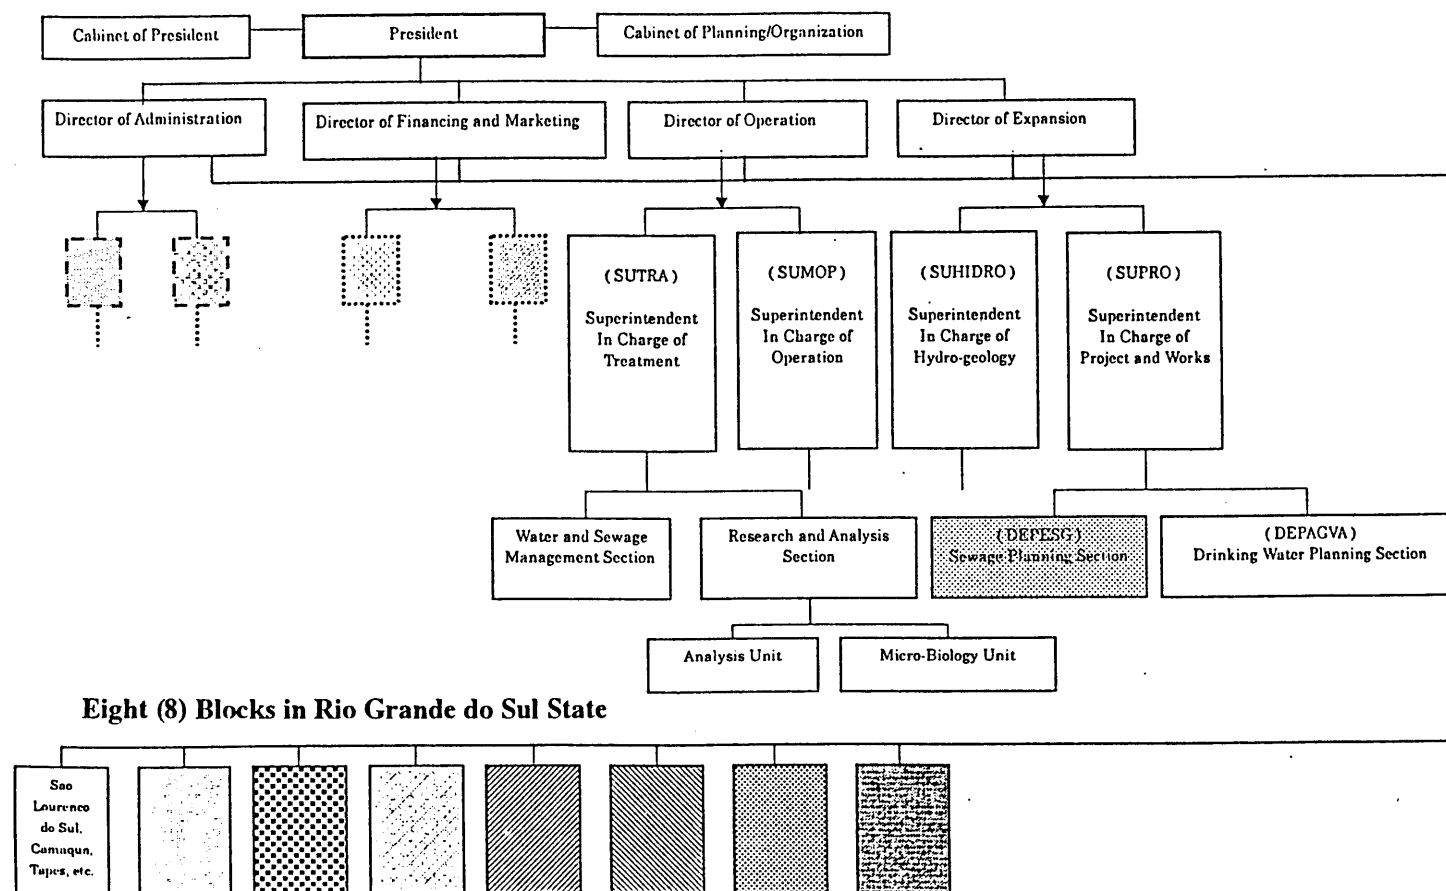 Cabinet of President
President
Cabinet of Planning/Organization
Director of Administration
Director of Financing and Marketing
Director of Operation
Director of Expansion
(SUTRA)
Superintendent
In Charge of
Treatment
(SUMOP)
Superintendent
In Charge of
Operation
(SUHIDRO)
Superintendent
In Charge of
Hydro-geology
(SUPRO)
Superintendent
In Charge of
Project and Works
Water and Sewage
Management Section
Research and Analysis
Section
(DEPESG)
Sewage Planning Section
(DEPAGVA)
Drinking Water Planning Section
Analysis Unit
Micro-Biology Unit
Eight (8) Blocks in Rio Grande do Sul State
Sao
Lourenco
do Sul,
Camaqun,
Tapes, etc.